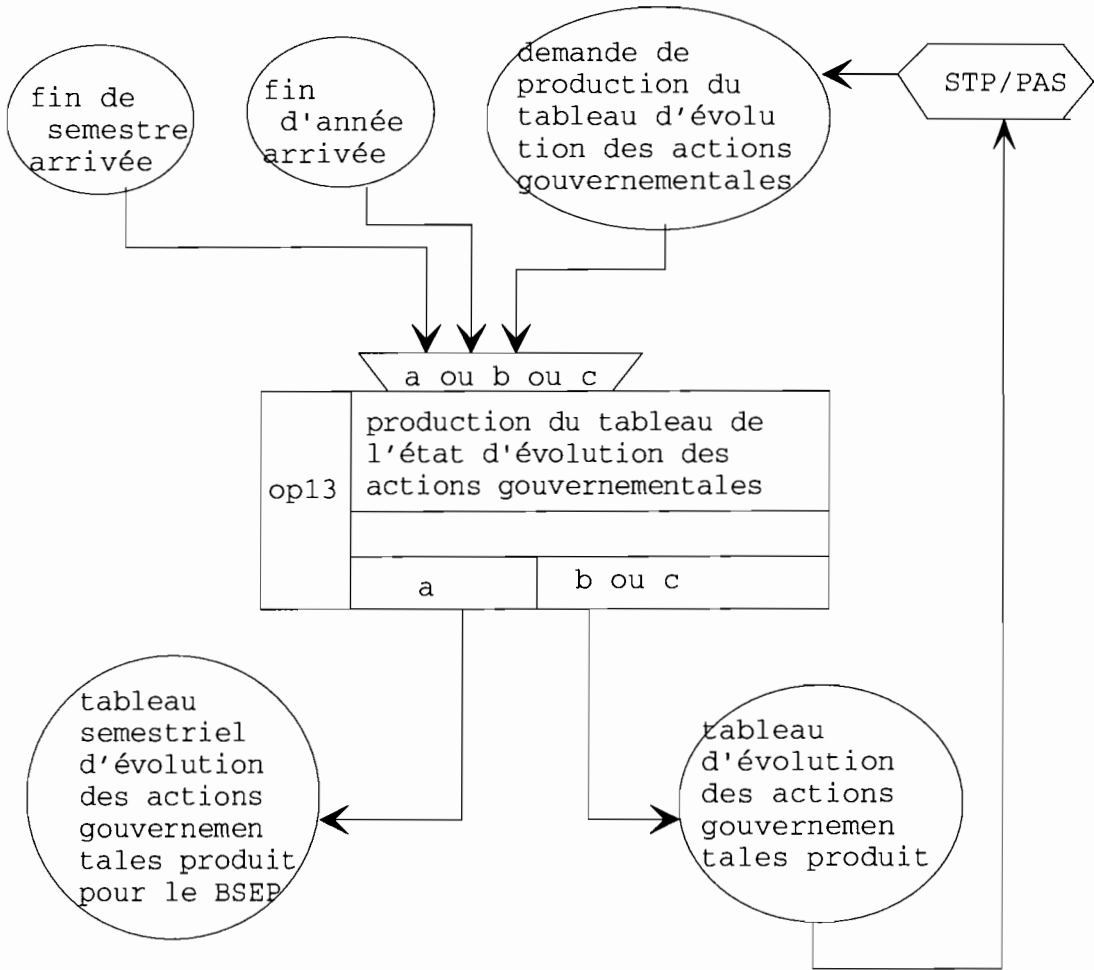 fin de
semestre
arrivée
fin
d'année
arrivée
demande de
production du
tableau d'évolu
tion des actions
gouvernementales
STP/PAS
a ou b ou c
op13
production du tableau de
l'état d'évolution des
actions gouvernementales
a
b ou c
tableau
semestriel
d'évolution
des actions
gouvernemen
tales produit
pour le BSEP
tableau
d'évolution
des actions
gouvernemen
tales produit